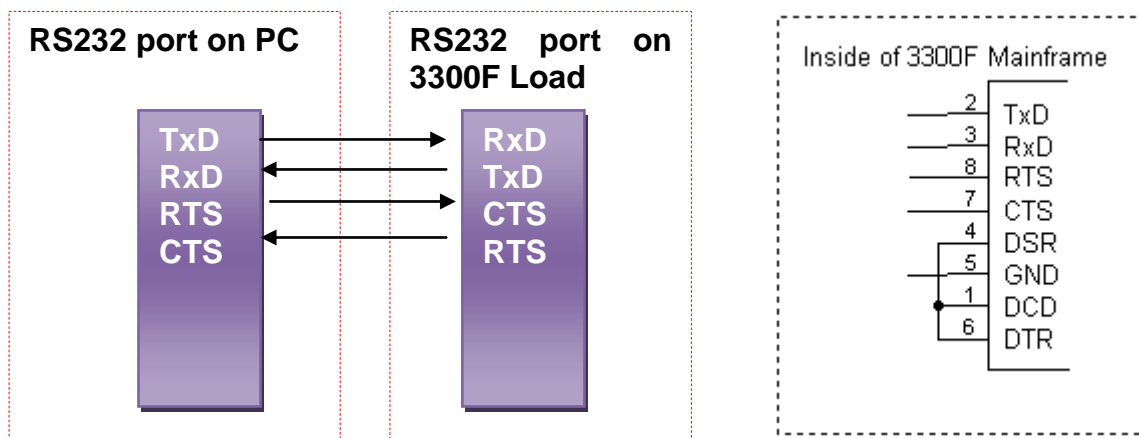 RS232 port on PC
TxD
RxD
RTS
CTS
RS232 port on
3300F Load
RxD
TxD
CTS
RTS
Inside of 3300F Mainframe
2 TxD
3 RxD
8 RTS
7 CTS
4 DSR
5 GND
1 DCD
6 DTR